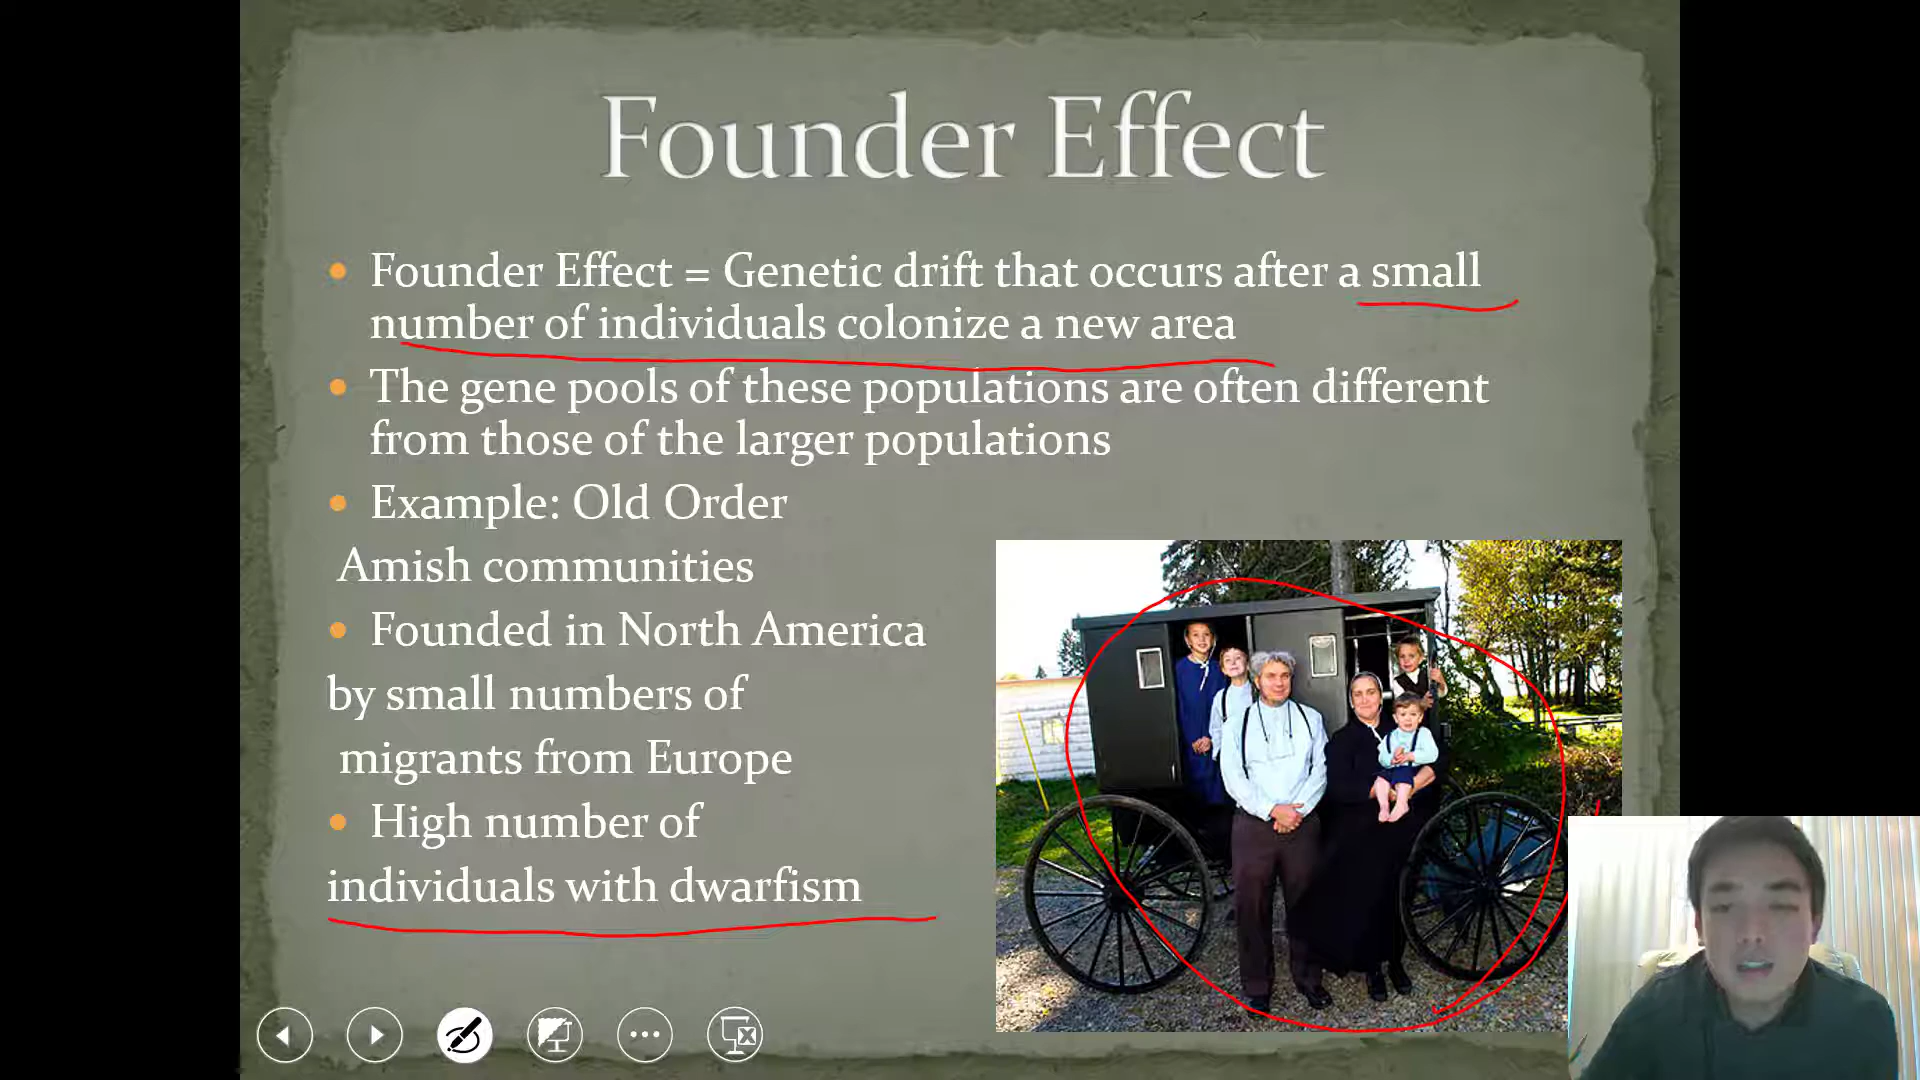 Founder Effect
Founder Effect = Genetic drift that occurs after a small
number of individuals colonize a new area
The gene pools of these populations are often different
from those of the larger populations
Example: Old Order
Amish communities
Founded in North America
by small numbers of
migrants from Europe
High number of
individuals with dwarfism